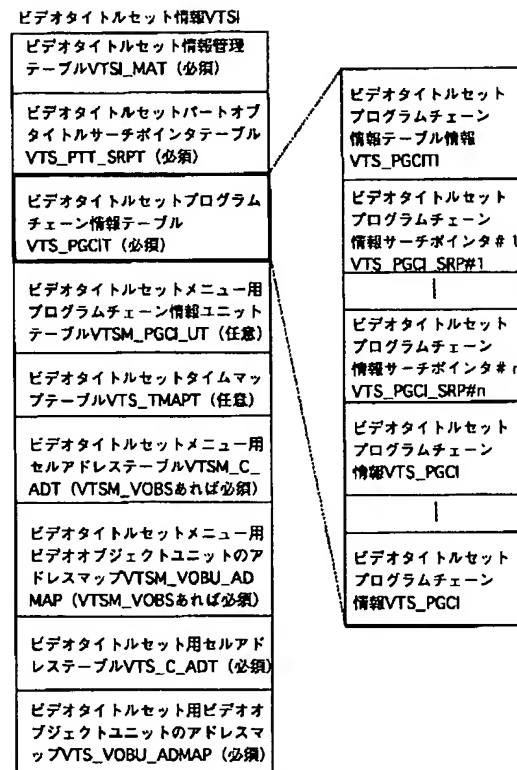 ビデオタイトルセット情報VTSI
ビデオタイトルセット情報管理
テーブルVTSI_MAT（必須）
ビデオタイトルセットパートオブ
タイトルサーチポインタテーブル
VTS_PTT_SRPT（必須）
ビデオタイトルセットプログラム
チェーン情報テーブル
VTS_PGCIT（必須）
ビデオタイトルセットメニュー用
プログラムチェーン情報ユニット
テーブルVTSM_PGCI_UT（任意）
ビデオタイトルセットタイムマッ
プテーブルVTS_TMAPT（任意）
ビデオタイトルセットメニュー用
セルアドレステーブルVTSM_C_
ADT（VTSM_VOBSあれば必須）
ビデオタイトルセットメニュー用
ビデオオブジェクトユニットのア
ドレスマップVTSM_VOBU_AD
MAP（VTSM_VOBSあれば必須）
ビデオタイトルセット用セルアド
レステーブルVTS_C_ADT（必須）
ビデオタイトルセット用ビデオオ
ブジェクトユニットのアドレスマ
ップVTS_VOBU_ADMAP（必須）
ビデオタイトルセット
プログラムチェーン
情報テーブル情報
VTS_PGCITI
ビデオタイトルセット
プログラムチェーン
情報サーチポインタ＃1
VTS_PGCI_SRP#1
ビデオタイトルセット
プログラムチェーン
情報サーチポインタ＃n
VTS_PGCI_SRP#n
ビデオタイトルセット
プログラムチェーン
情報VTS_PGCI
ビデオタイトルセット
プログラムチェーン
情報VTS_PGCI